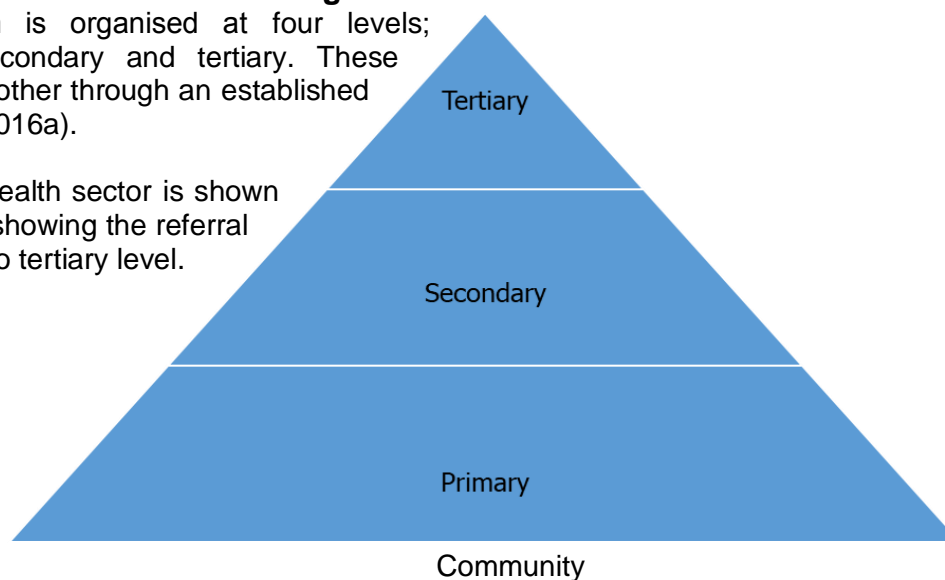 is organised at four levels;
condary and tertiary. These
other through an established
016a).
ealth sector is shown
showing the referral
o tertiary level.
Tertiary
Secondary
Primary
Community